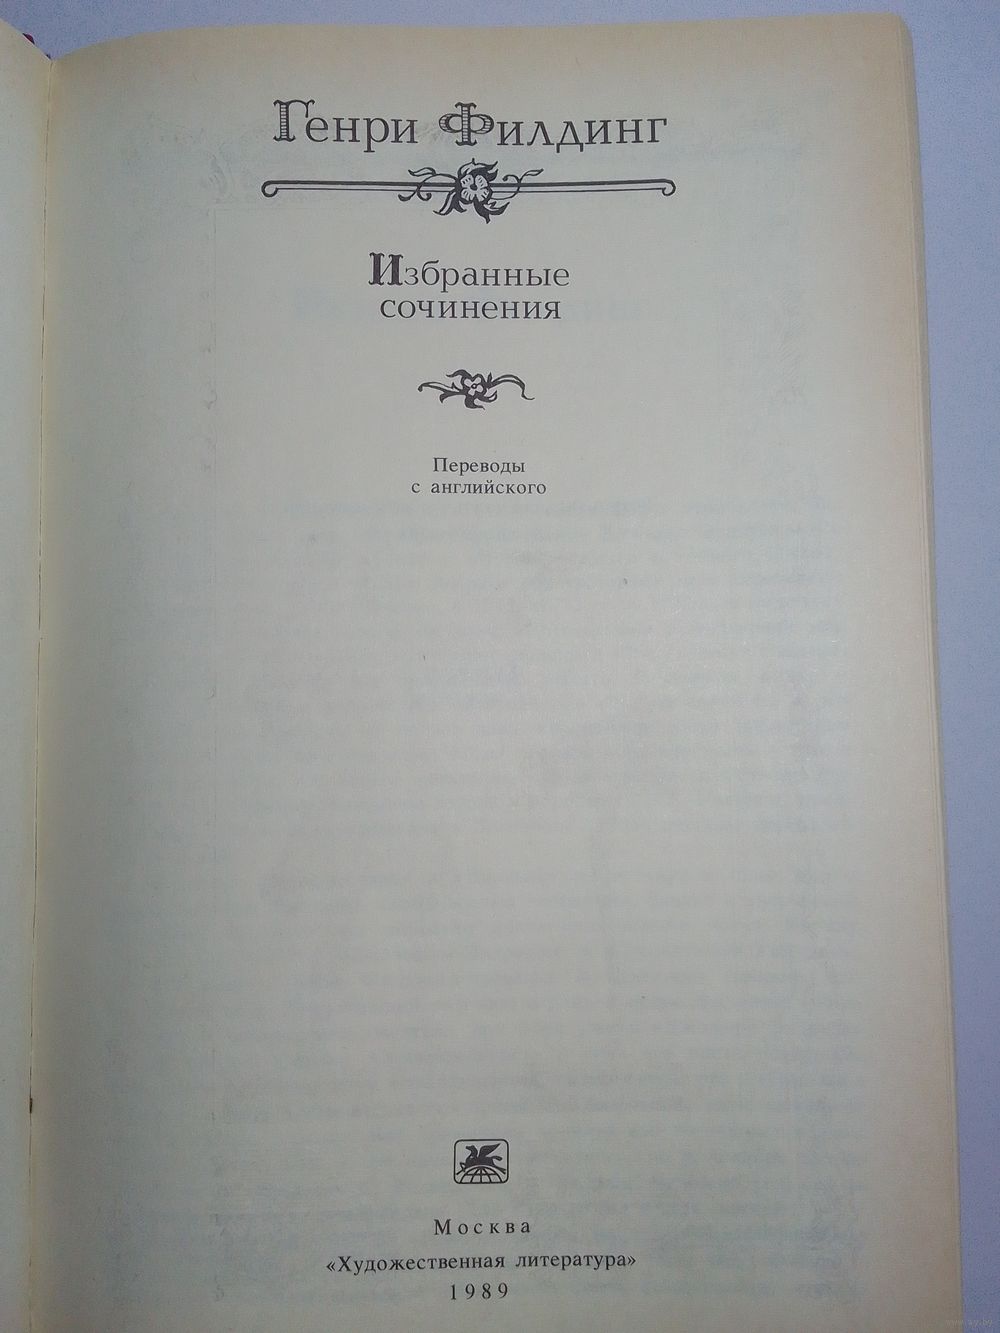 Генри Филдинг
Избранные
сочинения
Переводы
с английского
Москва
«Художественная литература»
1989